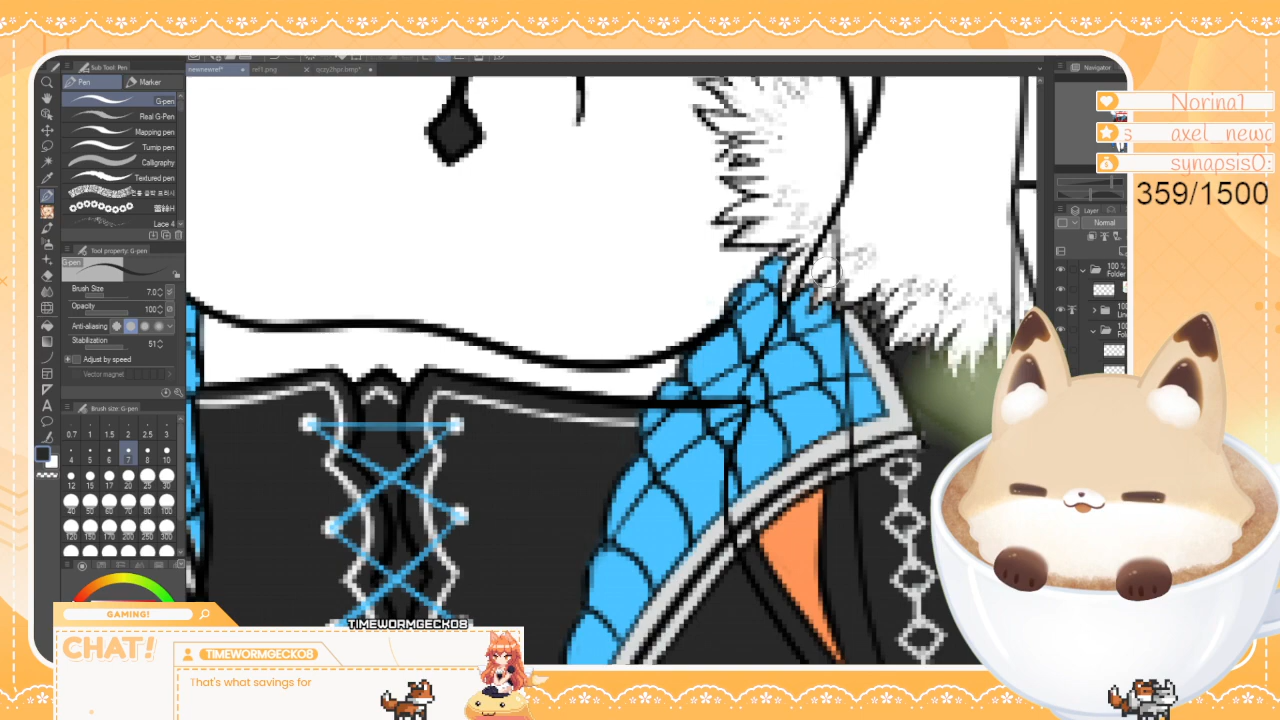 Sub Tool: Pen
Pen
Marker
G-pen
Real G-Pen
Mapping pen
Turnip pen
Calligraphy
Textured pen
Lace 4
Tool property: G-pen
G-pen
Brush Size 7.0
Opacity 100
Anti-aliasing
Stabilization 51
Adjust by speed
Vector magnet
Brush size: G-pen
0.7 1 1.5 2 2.5 3
4 5 6 7 8 10
12 15 17 20 25 30
40 50 60 70 80 100
120 150 170 200 250 300
newnewref*
ref1.png
qczy2hpr.bmp*
Navigator
Norina1
s axel_newc
synapsis0:
359/1500
Layer
Normal
100 %
Folder
TIMEWORMGECKO8
GAMING!
CHAT!
TIMEWORMGECKO8
That's what savings for